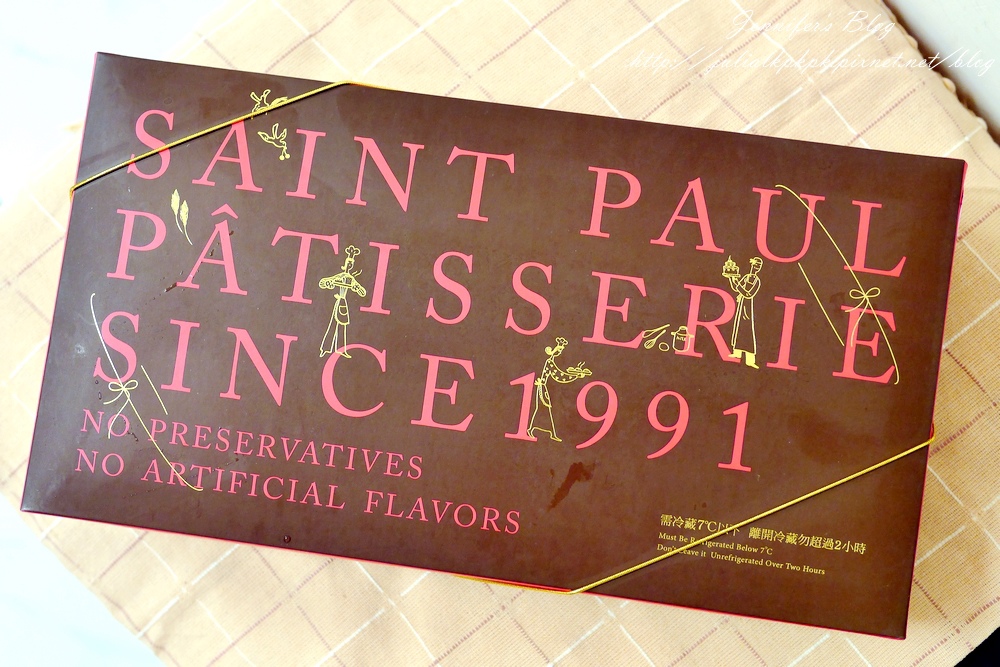 Jennifer's Blog
SAINT PAUL
PÂTISSERIE
SINCE 1991
NO PRESERVATIVES
NO ARTIFICIAL FLAVORS
需冷藏7℃以下 離開冷藏勿超過2小時
Must Be Refrigerated Below 7℃
Don't Leave it Unrefrigerated Over Two Hours